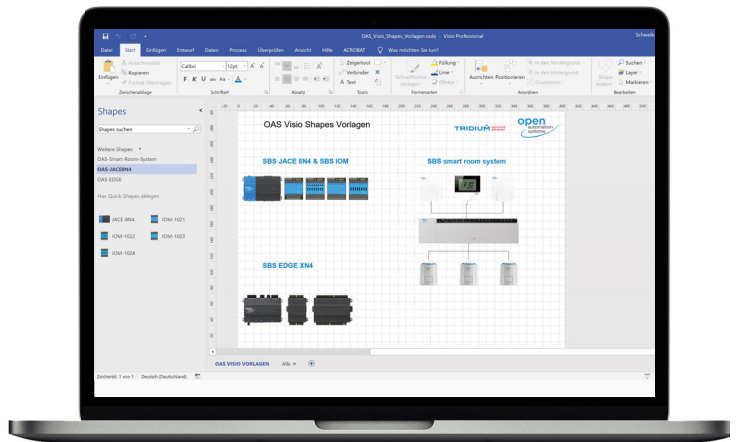 OAS_Visio_Shapes_Vorlagen.vsdx - Visio Professional
Datei Start Einfügen Entwurf Daten Prozess Überprüfen Ansicht Hilfe ACROBAT Was möchten Sie tun?
Ausschneiden
Kopieren
Format übertragen
Einfügen
Zwischenablage
Calibri 12pt.
F K U
Schriftart
Absatz
Zeigertool
Verbinder
A Text
Tools
Füllung
Linie
Effekte
Formenarten
Ausrichten Positionieren
In den Vordergrund
In den Hintergrund
Gruppieren
Anordnen
Shape ändern
Suchen
Layer
Markieren
Bearbeiten
Shapes
Shapes suchen
Weitere Shapes
OAS-Smart-Room-System
OAS-JACE8N4
OAS-EDGE
Hier Quick-Shapes ablegen
JACE-8N4 IOM-1021
IOM-1022 IOM-1023
IOM-1024
OAS Visio Shapes Vorlagen
TRIDIUM
open
automation
systems
SBS JACE 8N4 & SBS IOM
SBS smart room system
SBS EDGE XN4
OAS VISIO VORLAGEN Alle
Zeichenbl. 1 von 1 Deutsch (Deutschland)